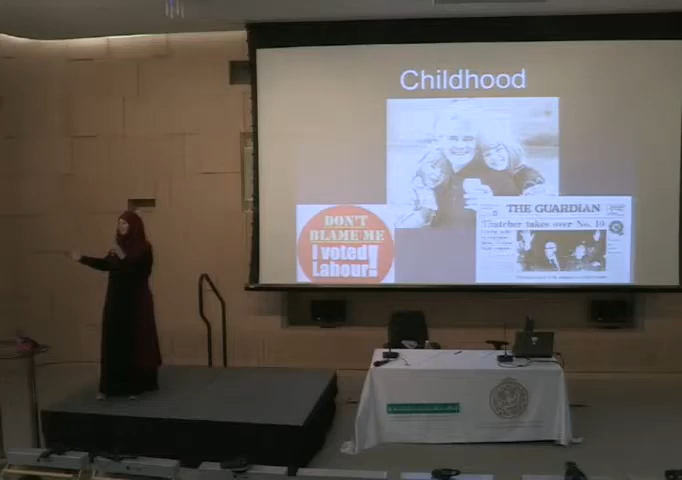 Childhood
DON'T
BLAME ME
I voted
Labour!
THE GUARDIAN
Thatcher takes over No. 10